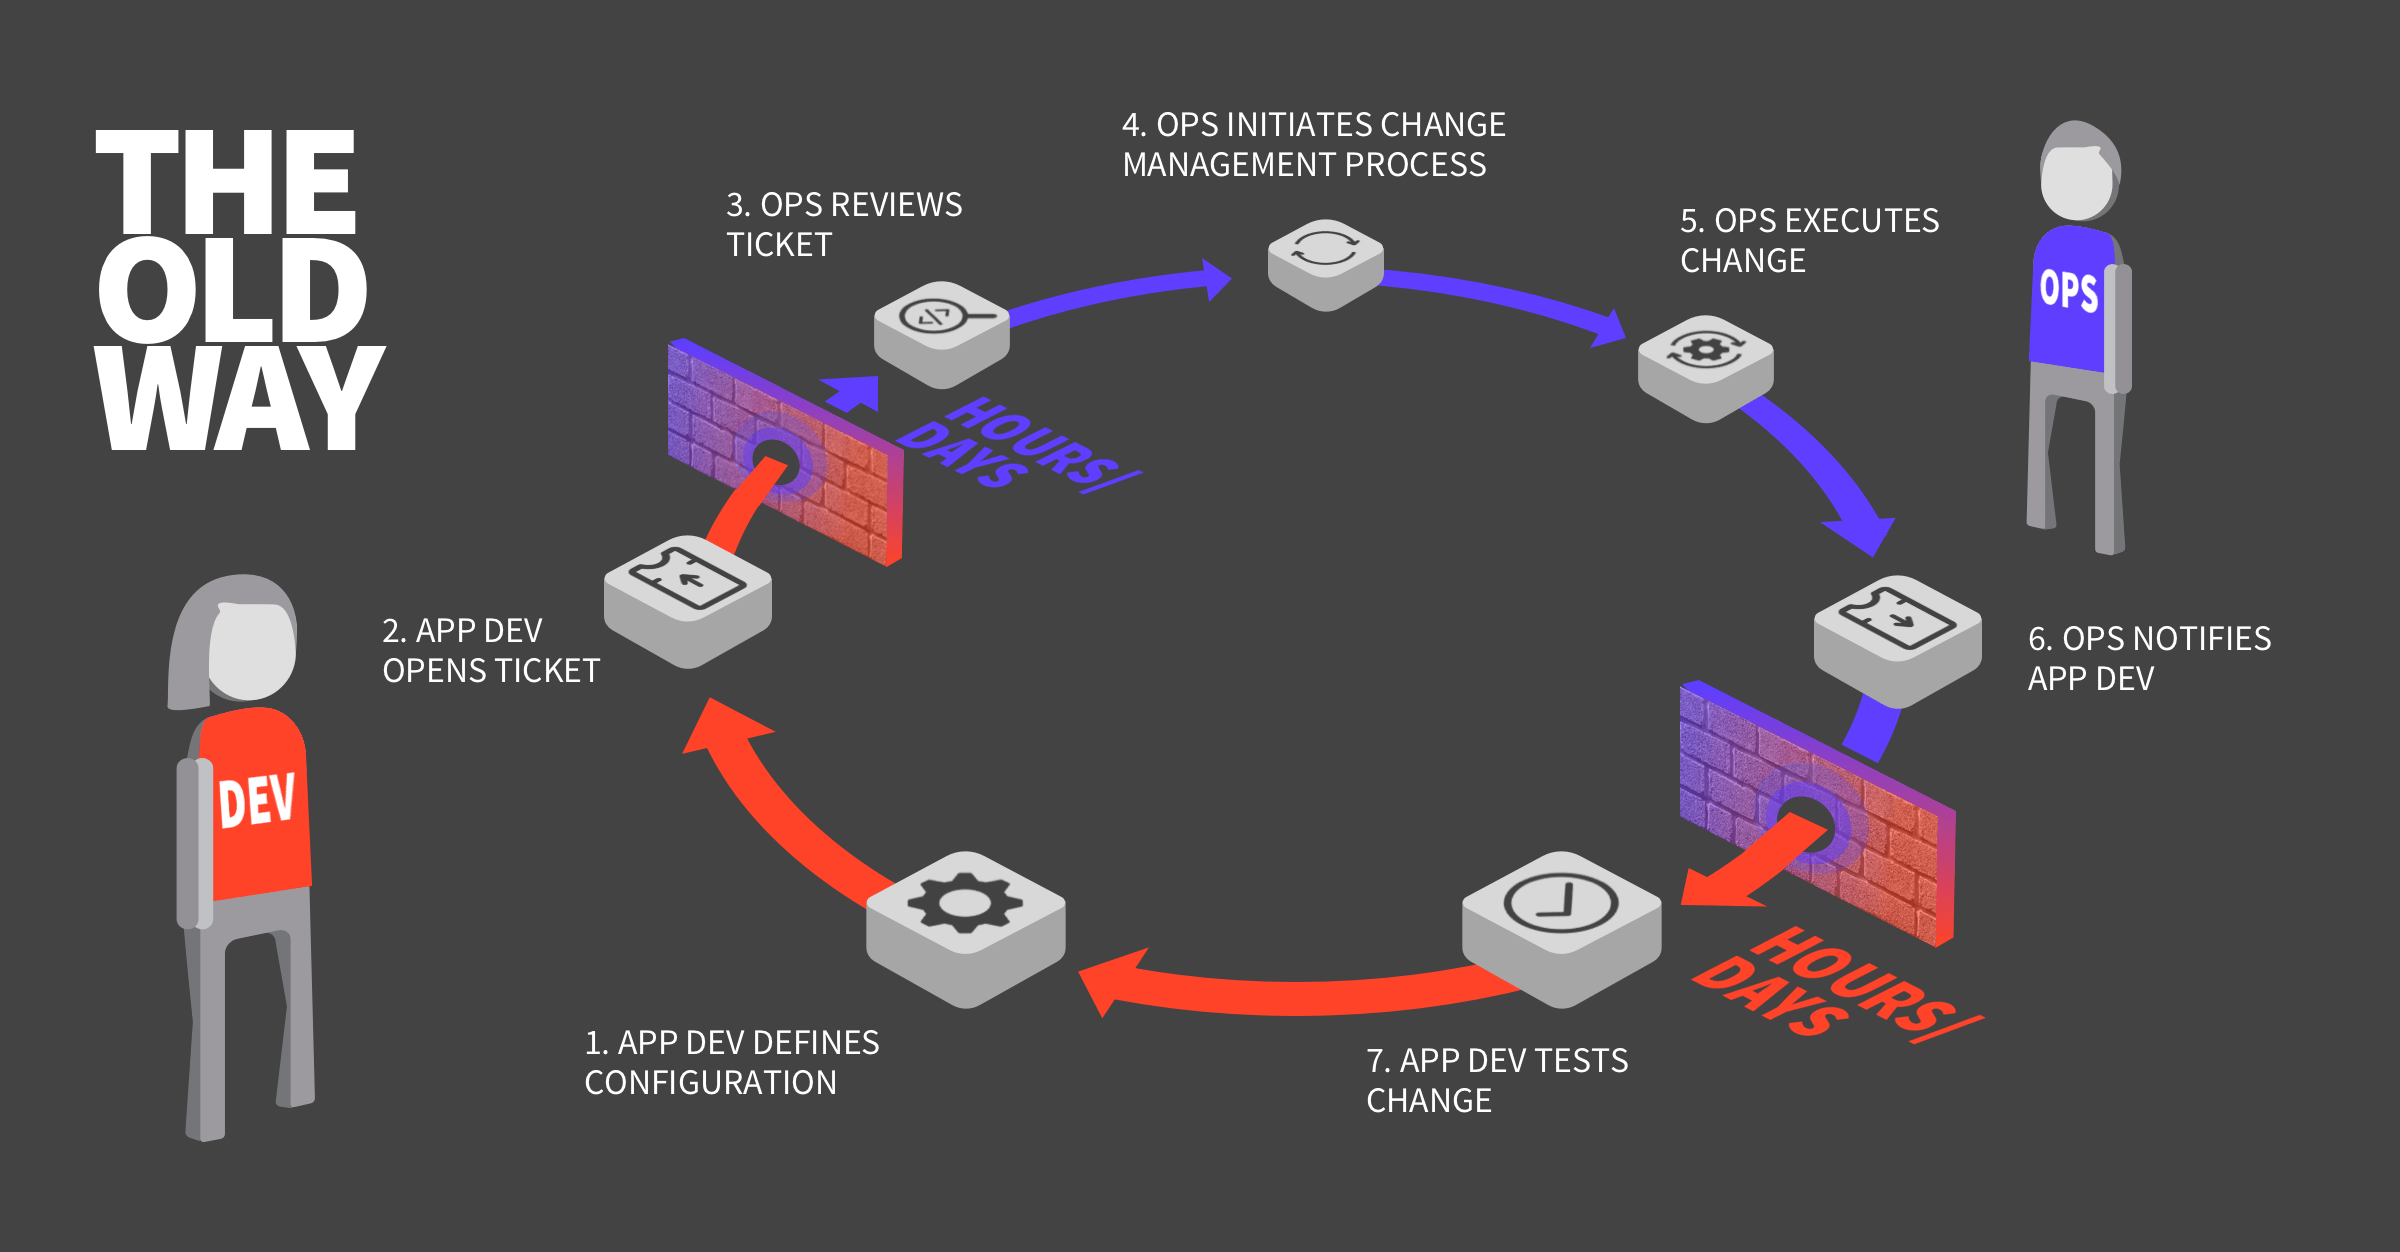 THE
OLD
WAY
4. OPS INITIATES CHANGE
MANAGEMENT PROCESS
3. OPS REVIEWS
TICKET
5. OPS EXECUTES
CHANGE
OPS
HOURS/
DAYS
2. APP DEV
OPENS TICKET
6. OPS NOTIFIES
APP DEV
DEV
HOURS/
DAYS
1. APP DEV DEFINES
CONFIGURATION
7. APP DEV TESTS
CHANGE